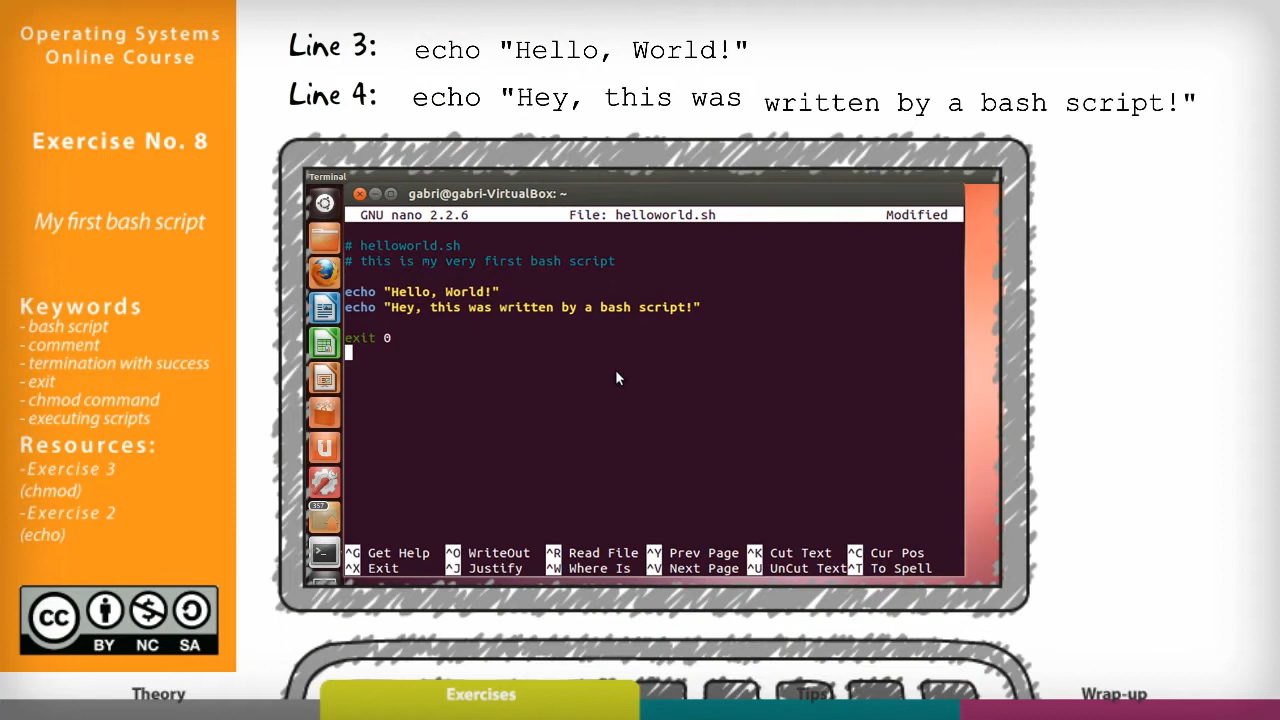 Operating Systems
Online Course
Exercise No. 8
My first bash script
Keywords
- bash script
- comment
- termination with success
- exit
- chmod command
- executing scripts
Resources:
-Exercise 3
(chmod)
-Exercise 2
(echo)
CC
BY NC SA
Line 3: echo "Hello, World!"
Line 4: echo "Hey, this was written by a bash script!"
Terminal
gabri@gabri-VirtualBox: ~
GNU nano 2.2.6 File: helloworld.sh Modified
# helloworld.sh
# this is my very first bash script
echo "Hello, World!"
echo "Hey, this was written by a bash script!"
exit 0
357
^G Get Help ^O WriteOut ^R Read File ^Y Prev Page ^K Cut Text ^C Cur Pos
^X Exit ^J Justify ^W Where Is ^V Next Page ^U UnCut Text^T To Spell
Theory Exercises Tips Wrap-up